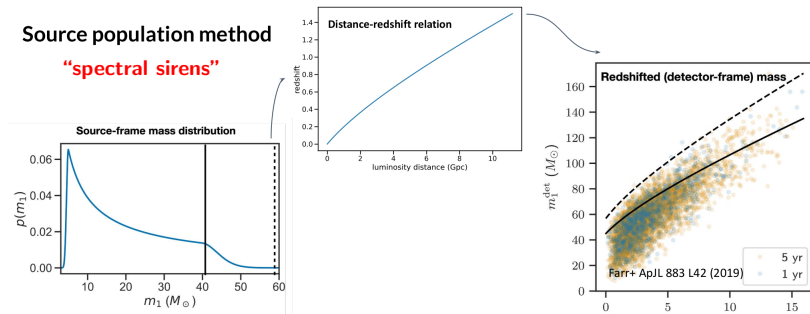 Source population method
“spectral sirens”
Source-frame mass distribution
0.06
0.04
0.02
0.00
p(m₁)
10
20
30
40
50
60
m₁ (M⊙)
Distance-redshift relation
1.4
1.2
1.0
0.8
0.6
0.4
0.2
0.0
redshift
0
2
4
6
8
10
luminosity distance (Gpc)
Redshifted (detector-frame) mass
160
140
120
100
80
60
40
20
0
m₁ᵈᵉᵗ (M⊙)
5 yr
1 yr
Farr+ ApJL 883 L42 (2019)
0
5
10
15